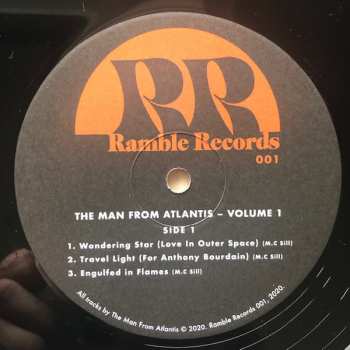 RR
Ramble Records
001
THE MAN FROM ATLANTIS – VOLUME 1
SIDE 1
1. Wondering Star (Love In Outer Space) (M.C Sill)
2. Travel Light (For Anthony Bourdain) (M.C Sill)
3. Engulfed in Flames (M.C Sill)
All tracks by The Man From Atlantis © 2020. Ramble Records 001, 2020.